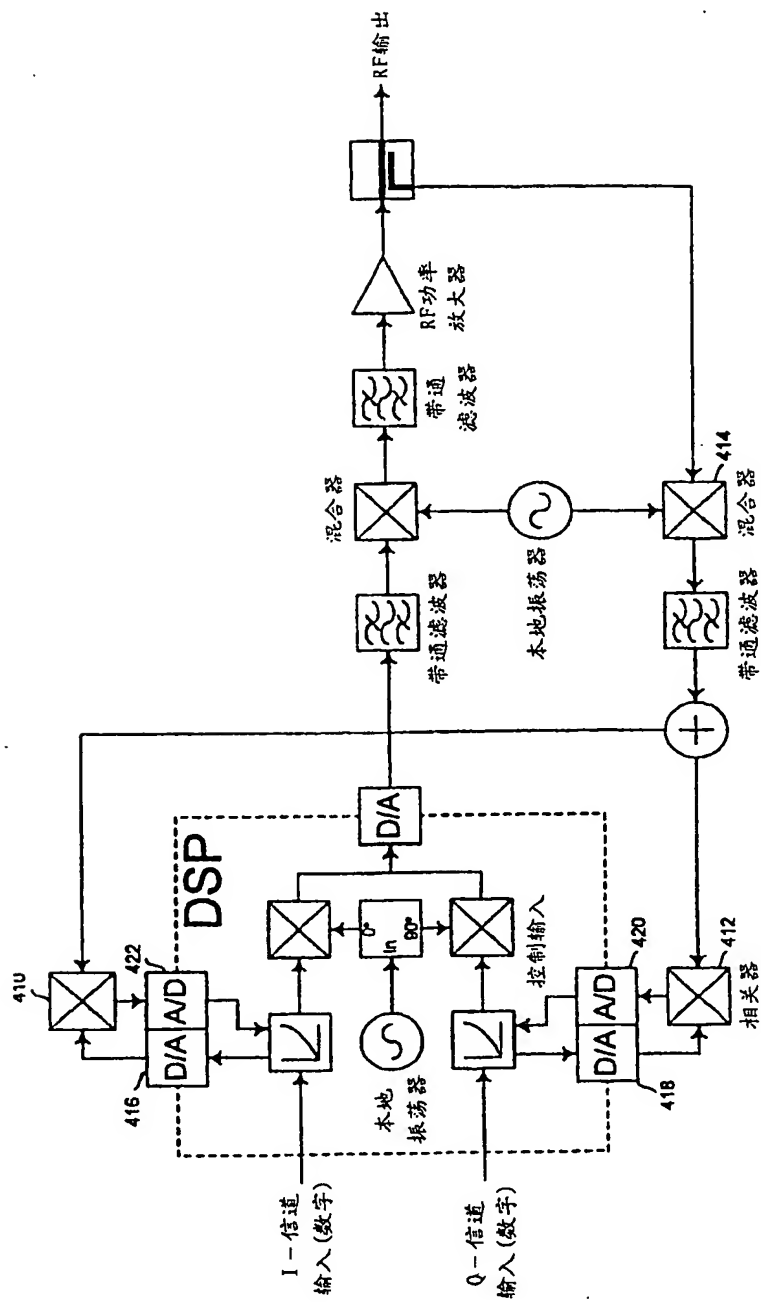 I-信道
输入(数字)
Q-信道
输入(数字)
416
D/A
A/D
422
410
DSP
本地
振荡器
In
0°
90°
控制输入
D/A
D/A
A/D
418
420
412
相关器
带通滤波器
混合器
带通
滤波器
RF功率
放大器
RF输出
本地振荡器
414
混合器
带通滤波器